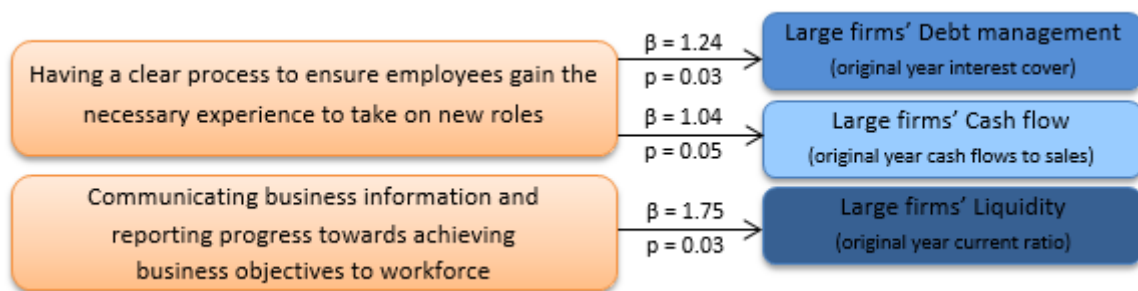 Having a clear process to ensure employees gain the
necessary experience to take on new roles
β = 1.24
p = 0.03
Large firms’ Debt management
(original year interest cover)
β = 1.04
p = 0.05
Large firms’ Cash flow
(original year cash flows to sales)
Communicating business information and
reporting progress towards achieving
business objectives to workforce
β = 1.75
p = 0.03
Large firms’ Liquidity
(original year current ratio)